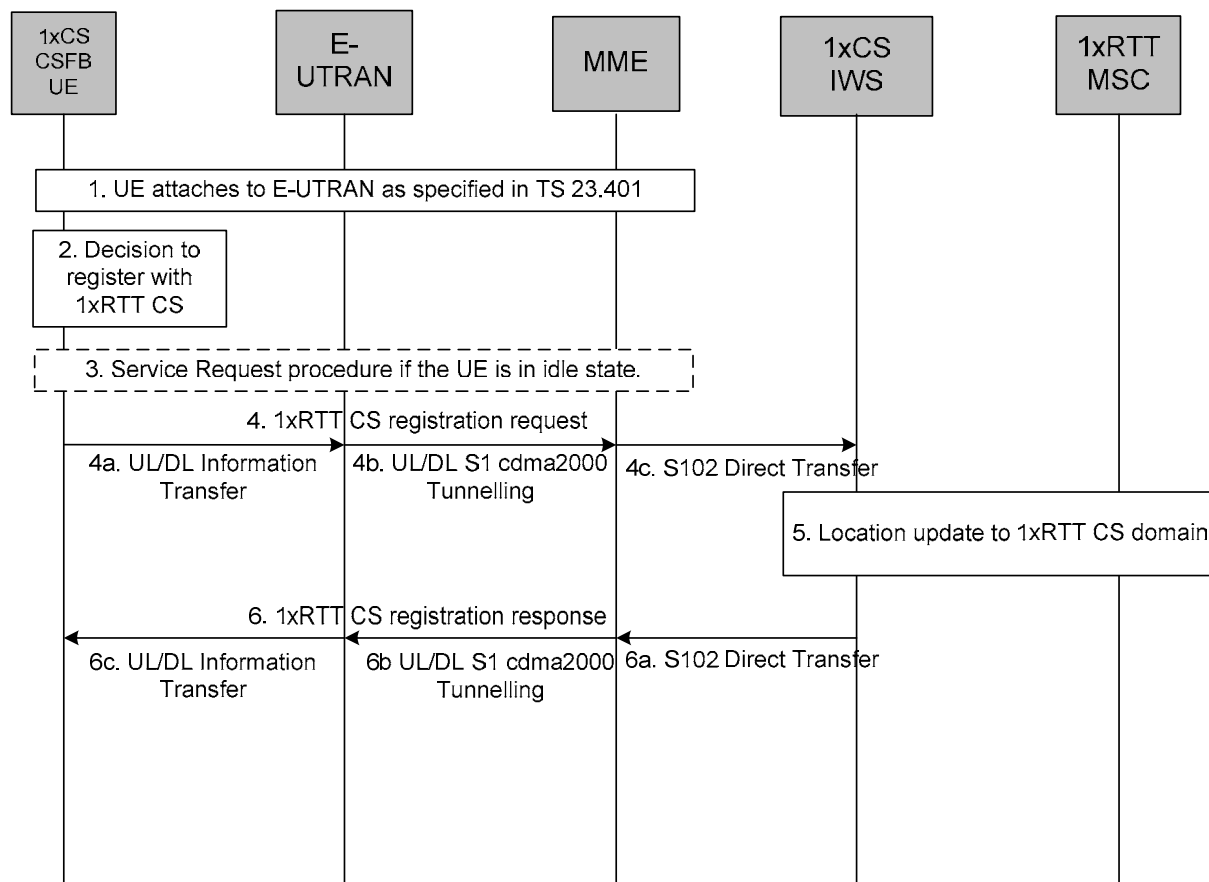 1xCS
CSFB
UE
E-
UTRAN
MME
1xCS
IWS
1xRTT
MSC
1. UE attaches to E-UTRAN as specified in TS 23.401
2. Decision to
register with
1xRTT CS
3. Service Request procedure if the UE is in idle state.
4. 1xRTT CS registration request
4a. UL/DL Information
Transfer
4b. UL/DL S1 cdma2000
Tunnelling
4c. S102 Direct Transfer
5. Location update to 1xRTT CS domain
6. 1xRTT CS registration response
6c. UL/DL Information
Transfer
6b UL/DL S1 cdma2000
Tunnelling
6a. S102 Direct Transfer